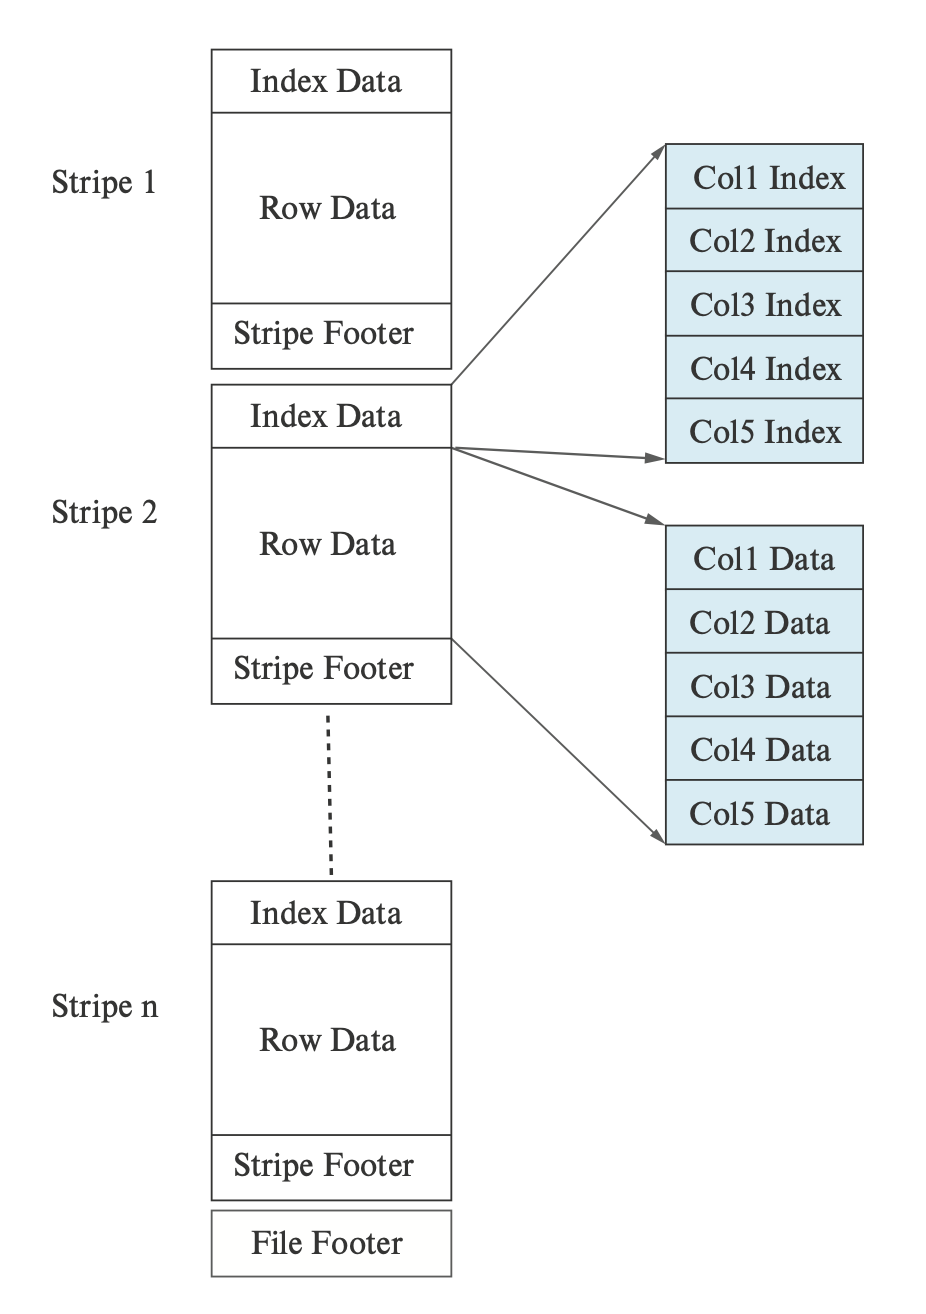 Index Data
Stripe 1
Row Data
Stripe Footer
Index Data
Stripe 2
Row Data
Stripe Footer
Col1 Index
Col2 Index
Col3 Index
Col4 Index
Col5 Index
Col1 Data
Col2 Data
Col3 Data
Col4 Data
Col5 Data
Index Data
Stripe n
Row Data
Stripe Footer
File Footer